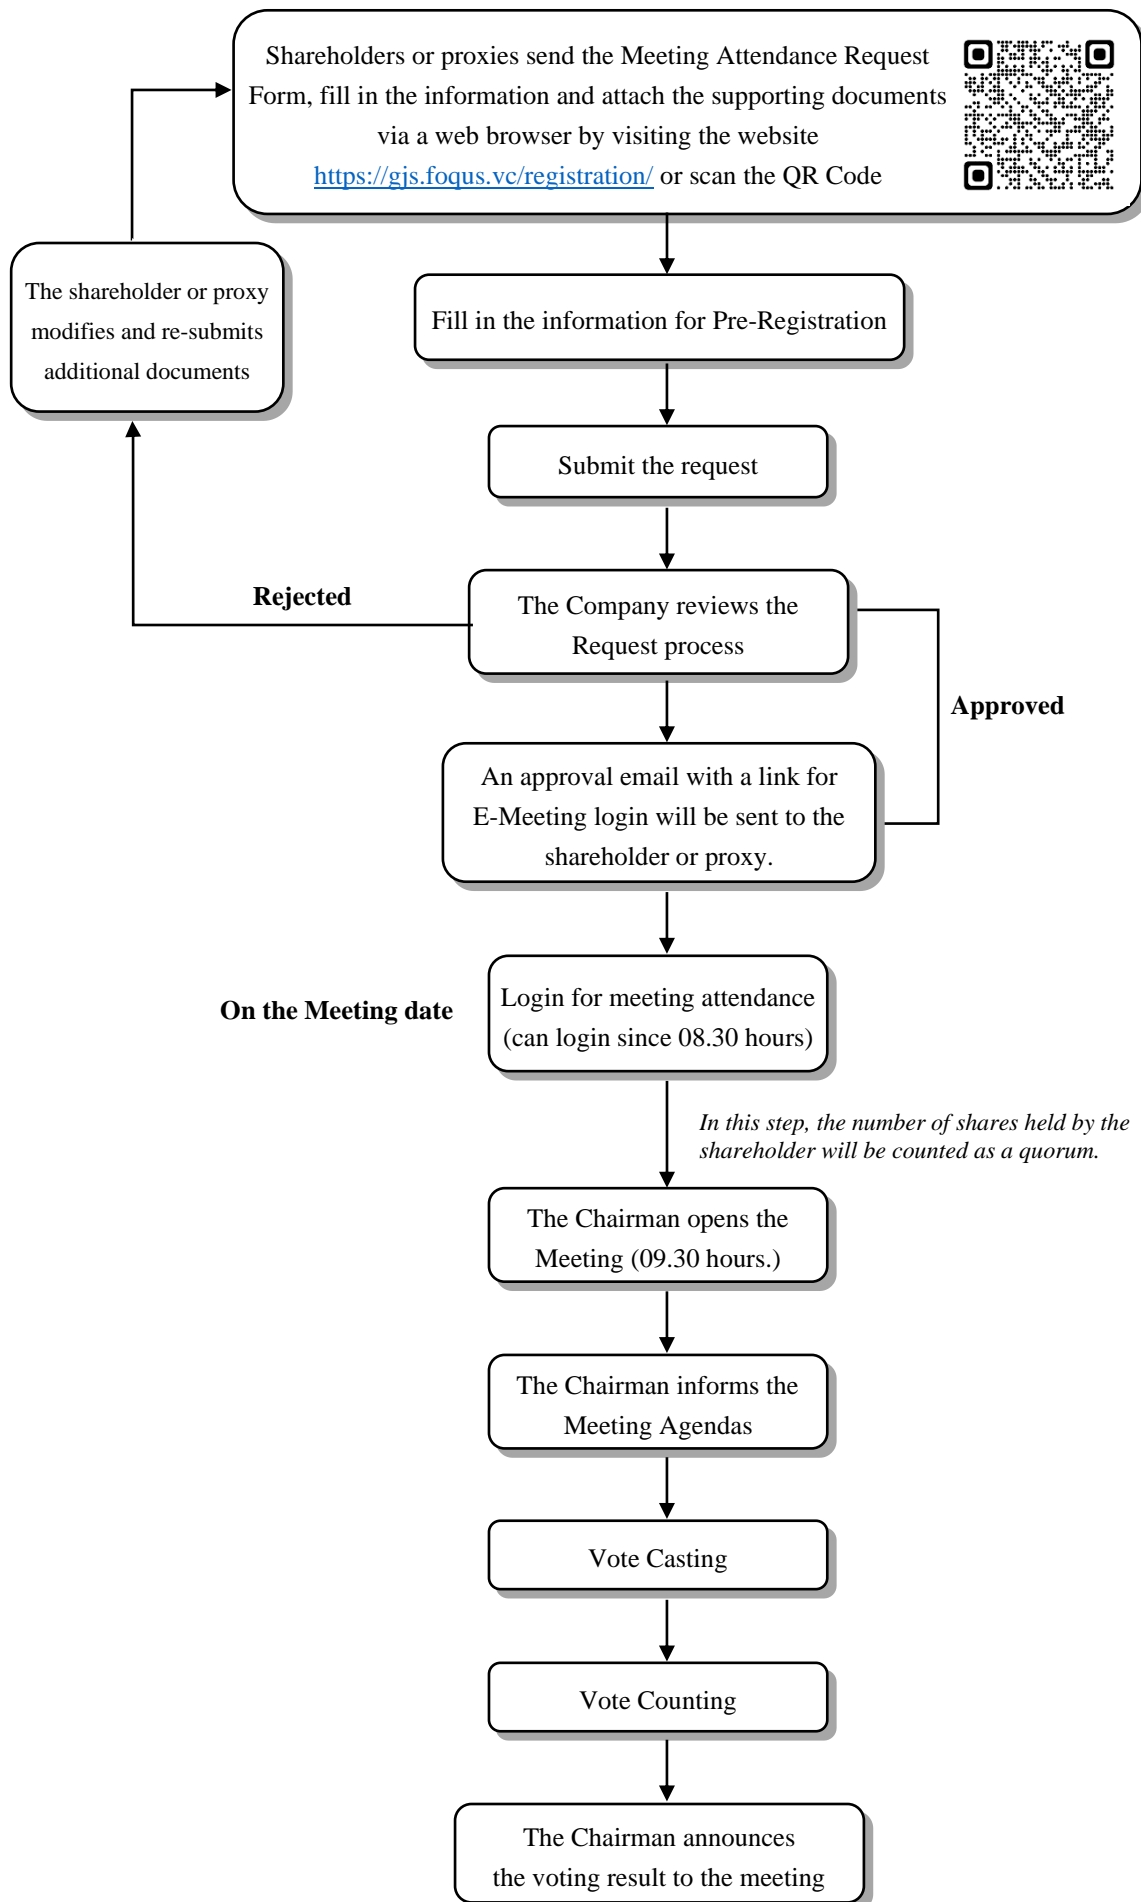 Shareholders or proxies send the Meeting Attendance Request
Form, fill in the information and attach the supporting documents
via a web browser by visiting the website
https://gjs.foqus.vc/registration/ or scan the QR Code
The shareholder or proxy
modifies and re-submits
additional documents
Fill in the information for Pre-Registration
Submit the request
Rejected
The Company reviews the
Request process
Approved
An approval email with a link for
E-Meeting login will be sent to the
shareholder or proxy.
On the Meeting date
Login for meeting attendance
(can login since 08.30 hours)
In this step, the number of shares held by the
shareholder will be counted as a quorum.
The Chairman opens the
Meeting (09.30 hours.)
The Chairman informs the
Meeting Agendas
Vote Casting
Vote Counting
The Chairman announces
the voting result to the meeting